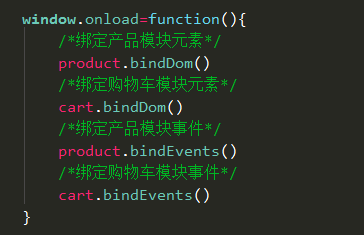 window.onload=function(){
/*绑定产品模块元素*/
product.bindDom()
/*绑定购物车模块元素*/
cart.bindDom()
/*绑定产品模块事件*/
product.bindEvents()
/*绑定购物车模块事件*/
cart.bindEvents()
}